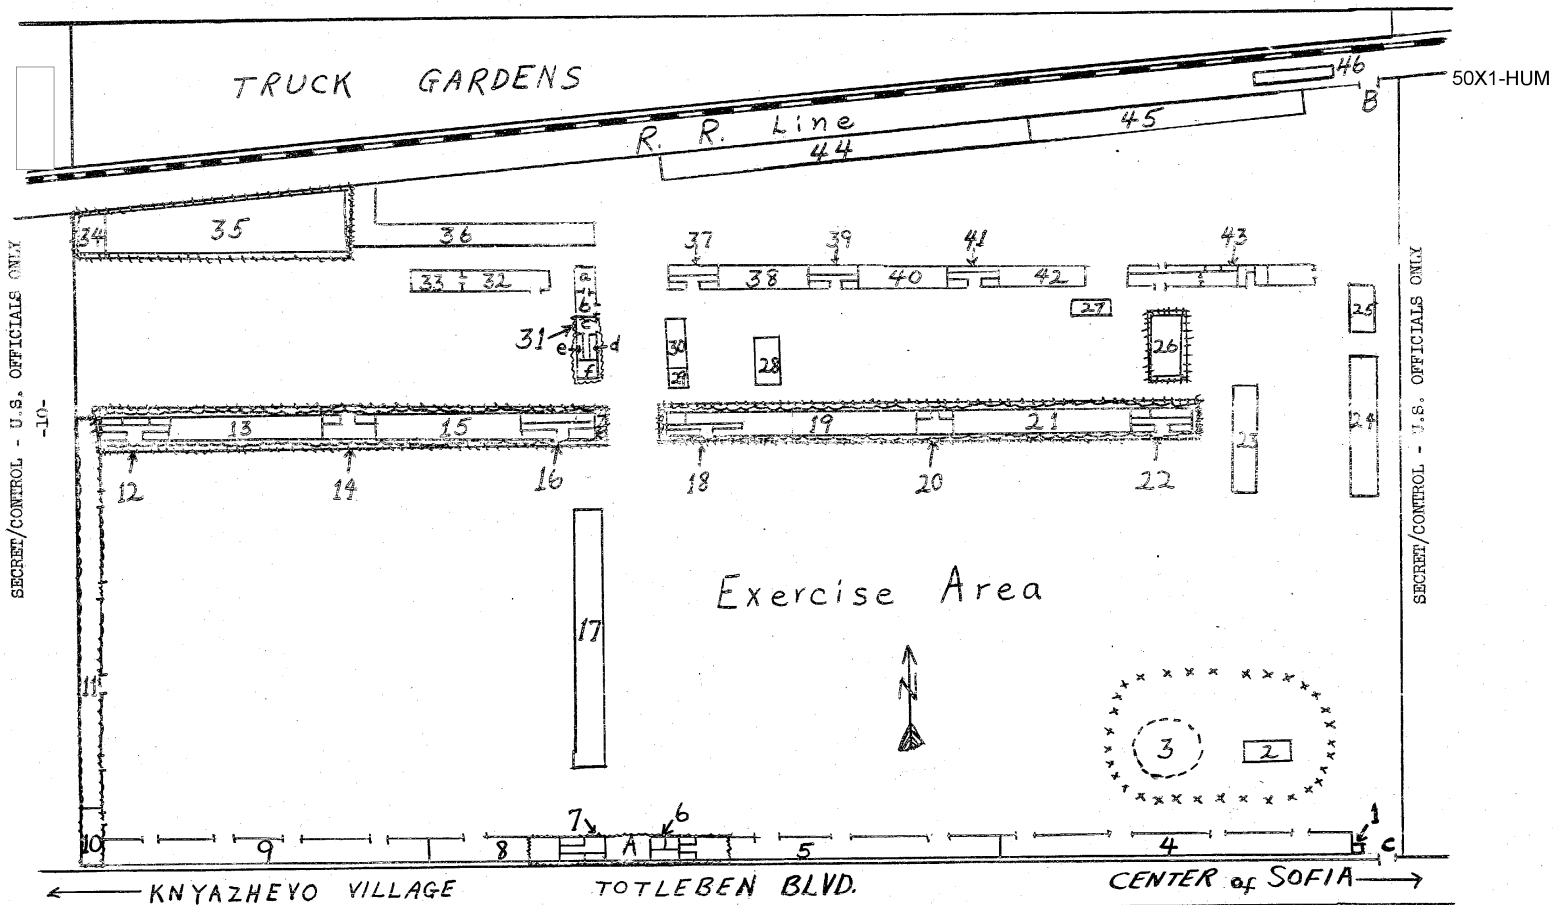 TRUCK GARDENS
46
50X1-HUM
B
R. R. Line
45
44
34
35
36
37
39
41
43
33
32
a
b
c
31
e
d
f
38
40
42
27
25
30
29
28
26
24
23
13
15
19
21
12
14
16
18
20
22
17
Exercise Area
N
11
3
2
7
6
1
10
9
8
A
5
4
C
KNYAZHEVO VILLAGE
TOTLEBEN BLVD.
CENTER of SOFIA
SECRET/CONTROL - U.S. OFFICIALS ONLY
-10-
SECRET/CONTROL - U.S. OFFICIALS ONLY